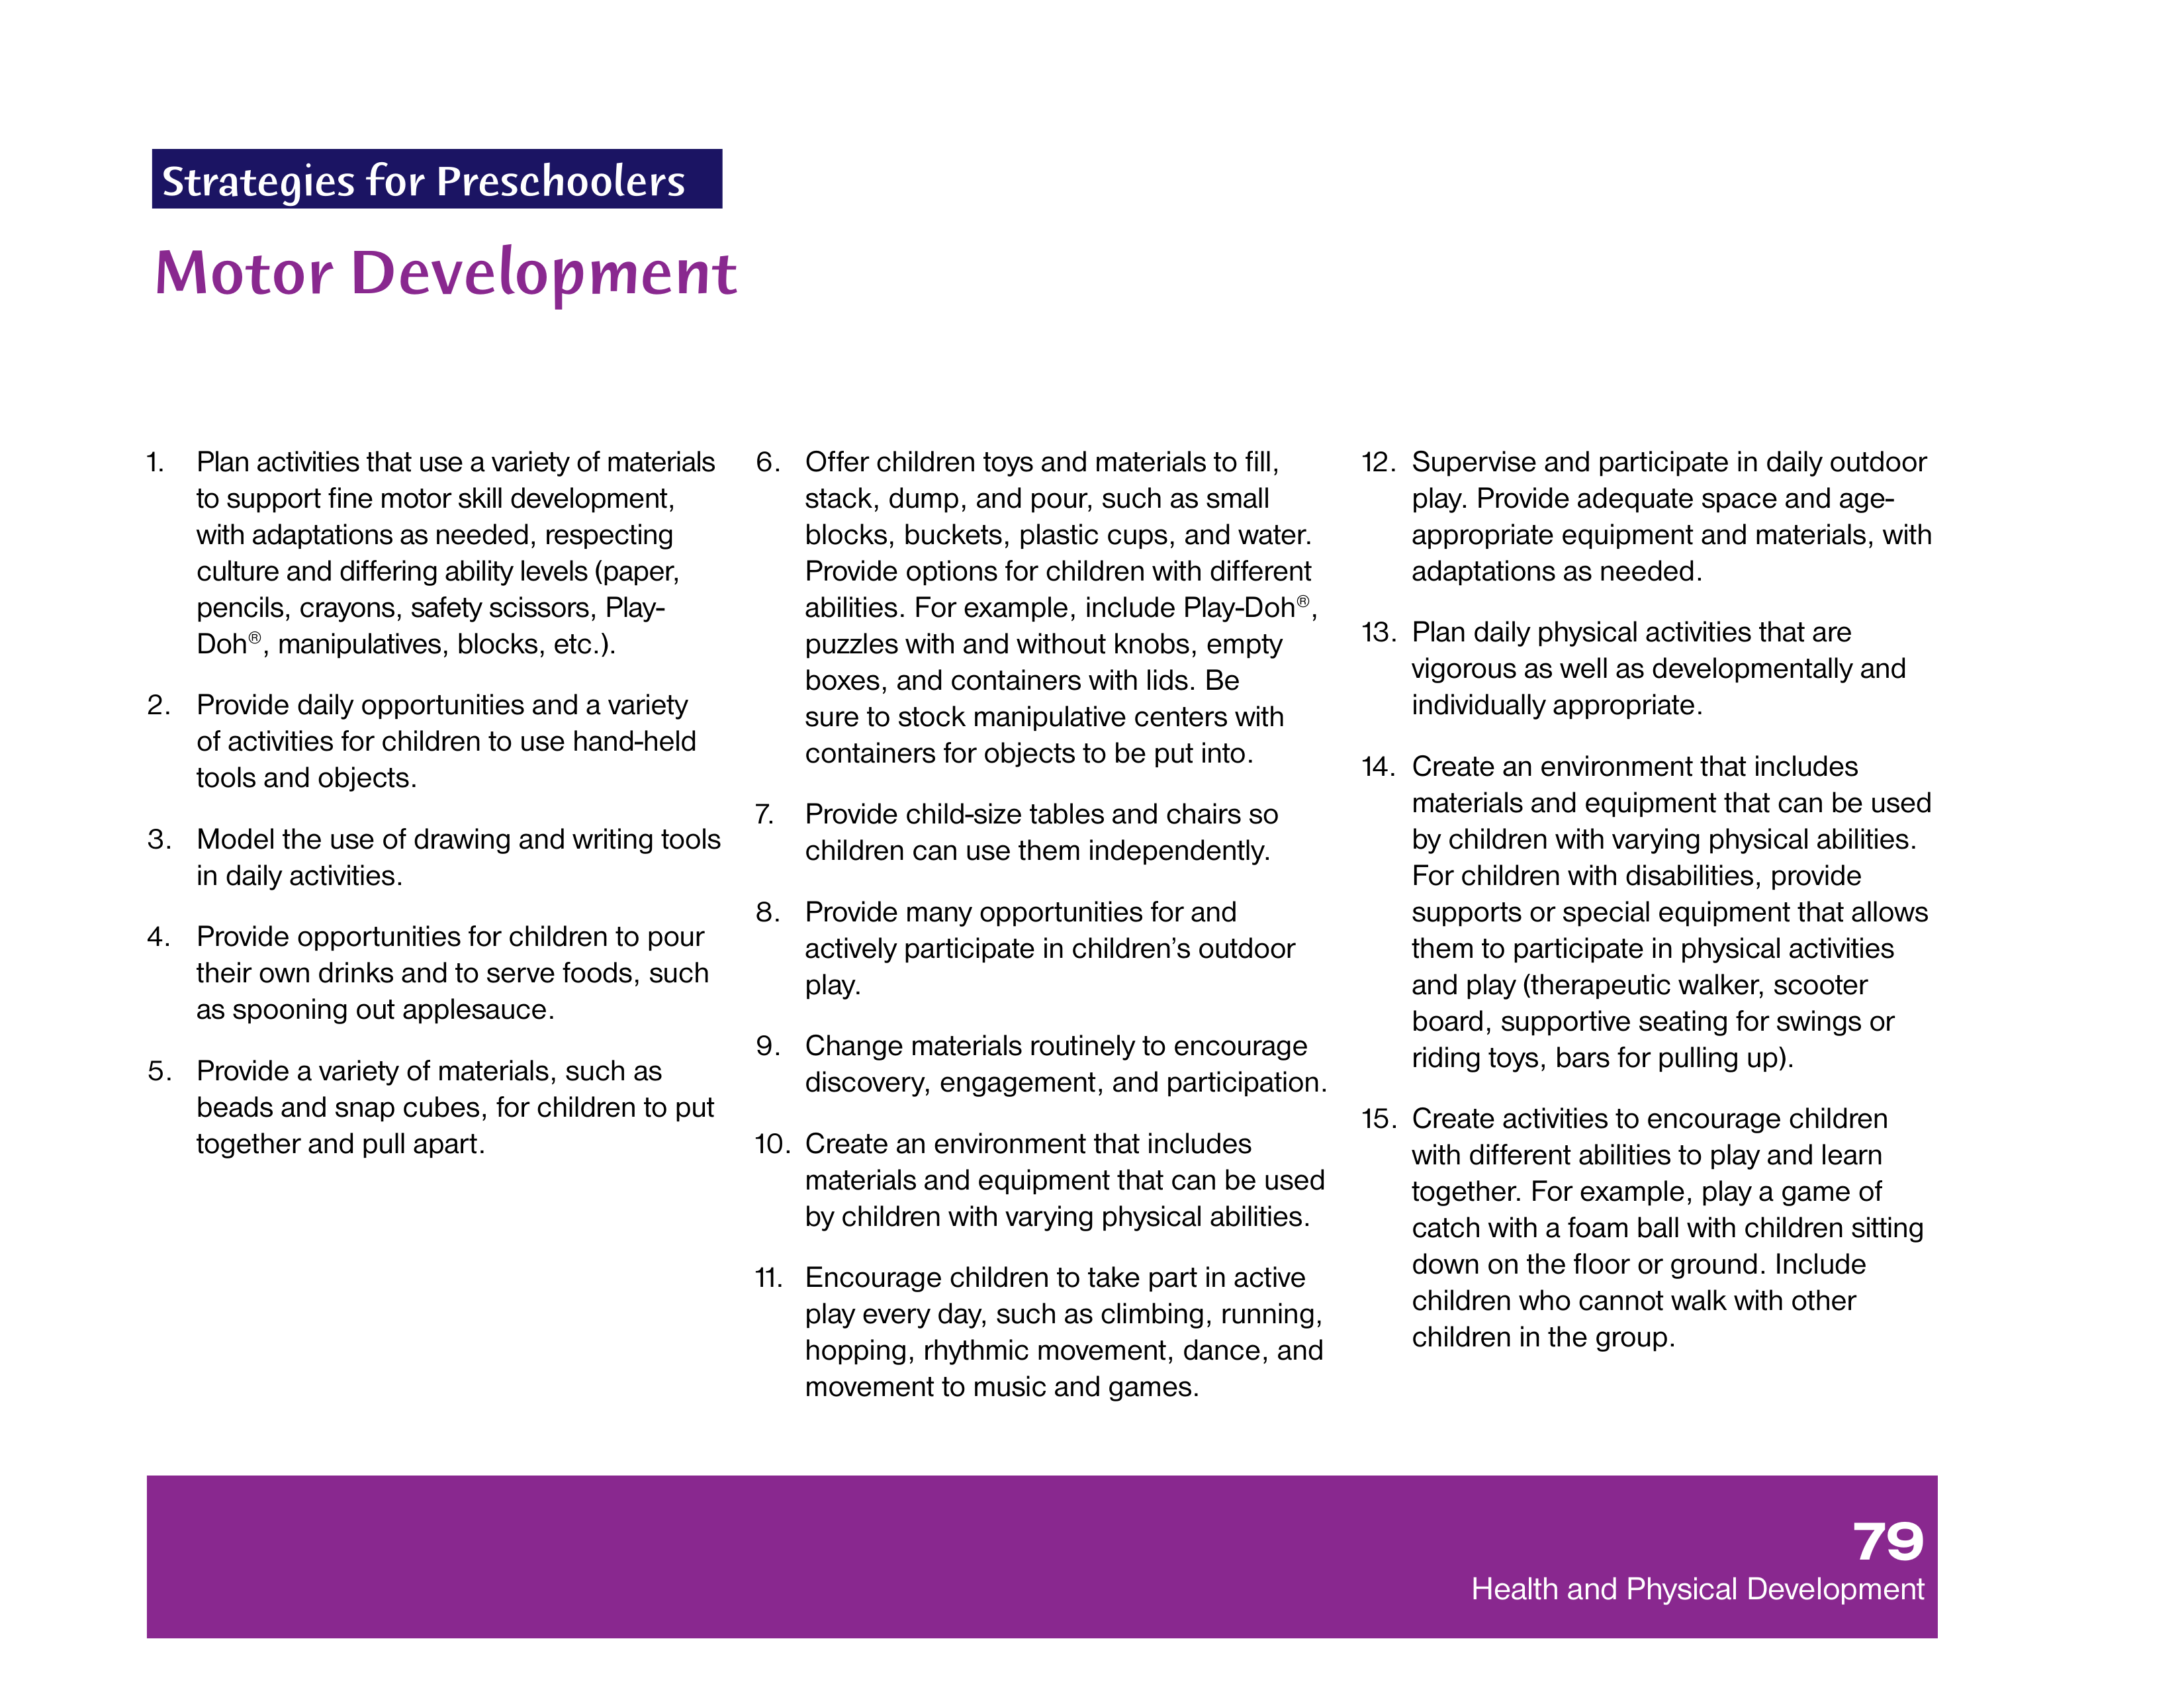 Strategies for Preschoolers
Motor Development
1. Plan activities that use a variety of materials
to support fine motor skill development,
with adaptations as needed, respecting
culture and differing ability levels (paper,
pencils, crayons, safety scissors, Play-
Doh®, manipulatives, blocks, etc.).
2. Provide daily opportunities and a variety
of activities for children to use hand-held
tools and objects.
3. Model the use of drawing and writing tools
in daily activities.
4. Provide opportunities for children to pour
their own drinks and to serve foods, such
as spooning out applesauce.
5. Provide a variety of materials, such as
beads and snap cubes, for children to put
together and pull apart.
6. Offer children toys and materials to fill,
stack, dump, and pour, such as small
blocks, buckets, plastic cups, and water.
Provide options for children with different
abilities. For example, include Play-Doh®,
puzzles with and without knobs, empty
boxes, and containers with lids. Be
sure to stock manipulative centers with
containers for objects to be put into.
7. Provide child-size tables and chairs so
children can use them independently.
8. Provide many opportunities for and
actively participate in children’s outdoor
play.
9. Change materials routinely to encourage
discovery, engagement, and participation.
10. Create an environment that includes
materials and equipment that can be used
by children with varying physical abilities.
11. Encourage children to take part in active
play every day, such as climbing, running,
hopping, rhythmic movement, dance, and
movement to music and games.
12. Supervise and participate in daily outdoor
play. Provide adequate space and age-
appropriate equipment and materials, with
adaptations as needed.
13. Plan daily physical activities that are
vigorous as well as developmentally and
individually appropriate.
14. Create an environment that includes
materials and equipment that can be used
by children with varying physical abilities.
For children with disabilities, provide
supports or special equipment that allows
them to participate in physical activities
and play (therapeutic walker, scooter
board, supportive seating for swings or
riding toys, bars for pulling up).
15. Create activities to encourage children
with different abilities to play and learn
together. For example, play a game of
catch with a foam ball with children sitting
down on the floor or ground. Include
children who cannot walk with other
children in the group.
79
Health and Physical Development